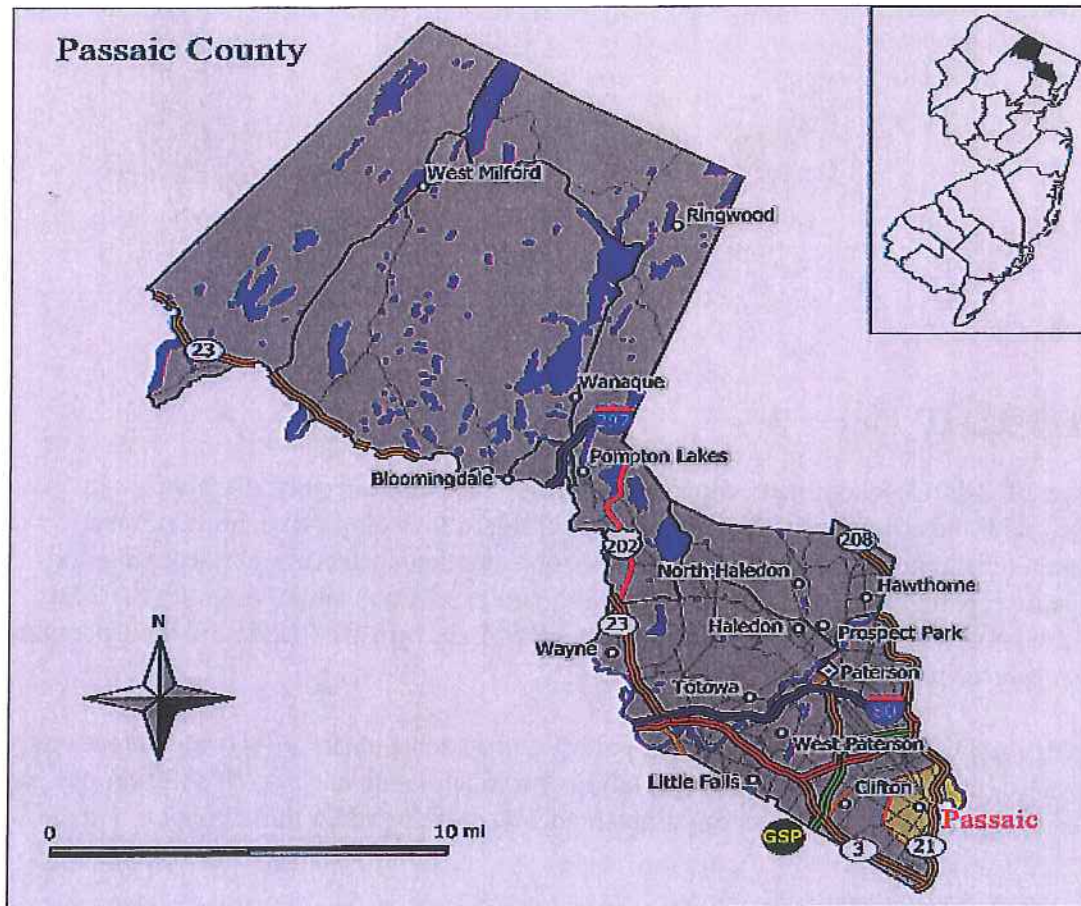 Passaic County
West Milford
Ringwood
23
Wanaque
287
Pompton Lakes
Bloomingdale
202
208
North Haledon
Hawthorne
23
Haledon
Prospect Park
N
Wayne
Paterson
Totowa
80
West Paterson
Little Falls
Clifton
Passaic
0
10 mi
GSP
3
21